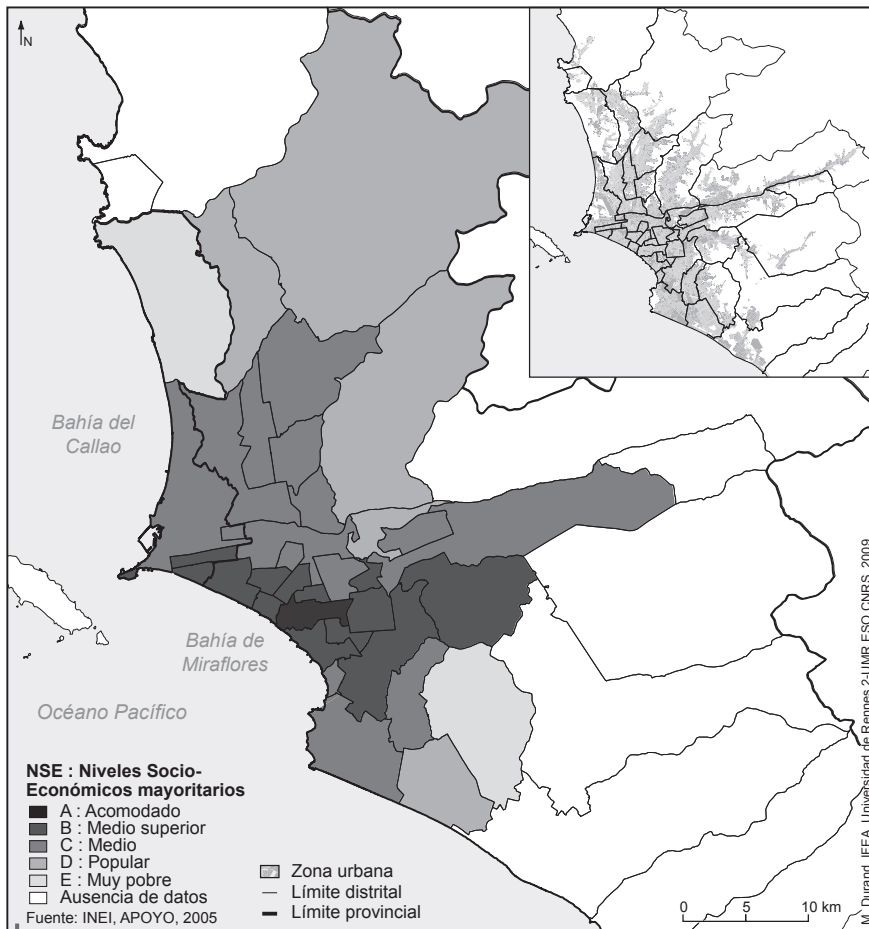 N
Bahía del
Callao
Bahía de
Miraflores
Océano Pacífico
NSE : Niveles Socio-
Económicos mayoritarios
A : Acomodado
B : Medio superior
C : Medio
D : Popular
E : Muy pobre
Ausencia de datos
Fuente: INEI, APOYO, 2005
Zona urbana
Límite distrital
Límite provincial
0 5 10 km
M. Durand, IFEA, Universidad de Rennes 2-UMR ESO CNRS, 2009